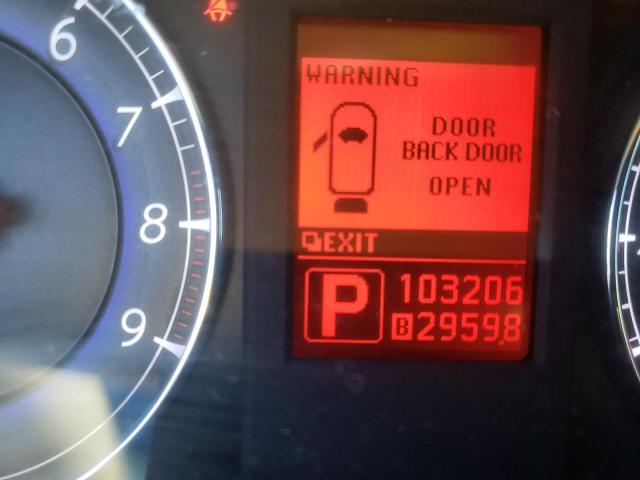 6
7
8
9
WARNING
DOOR
BACK DOOR
OPEN
EXIT
P
103206
B 2959.8